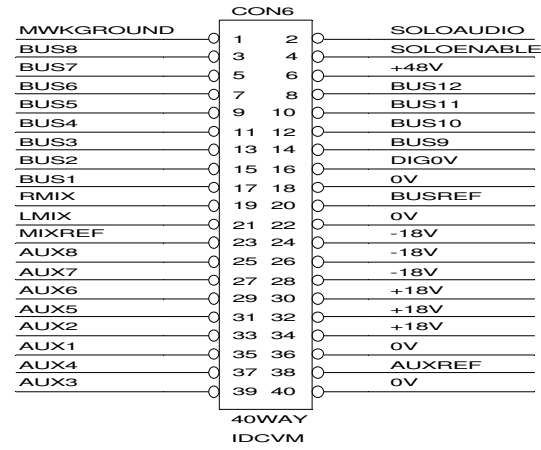 CON6
MWKGROUND 1 2 SOLOAUDIO
BUS8 3 4 SOLOENABLE
BUS7 5 6 +48V
BUS6 7 8 BUS12
BUS5 9 10 BUS11
BUS4 11 12 BUS10
BUS3 13 14 BUS9
BUS2 15 16 DIG0V
BUS1 17 18 0V
RMIX 19 20 BUSREF
LMIX 21 22 0V
MIXREF 23 24 -18V
AUX8 25 26 -18V
AUX7 27 28 -18V
AUX6 29 30 +18V
AUX5 31 32 +18V
AUX2 33 34 +18V
AUX1 35 36 0V
AUX4 37 38 AUXREF
AUX3 39 40 0V
40WAY
IDCVM